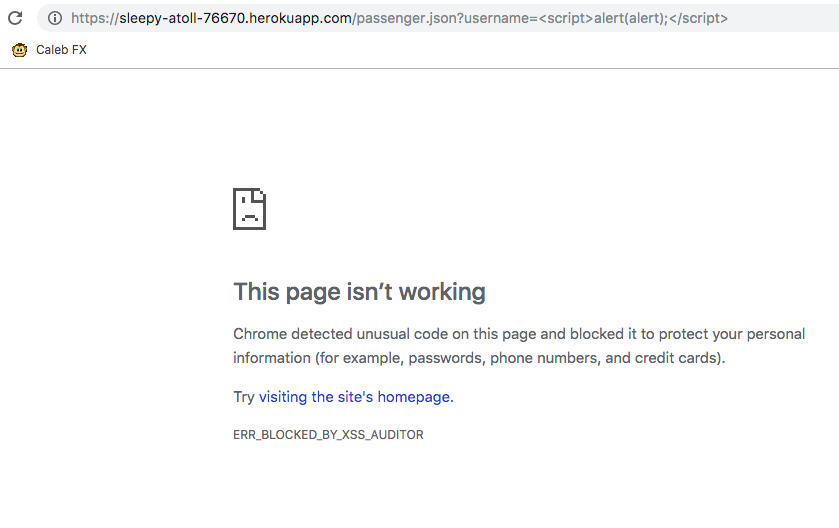 https://sleepy-atoll-76670.herokuapp.com/passenger.json?username=<script>alert(alert);</script>
Caleb FX
This page isn’t working
Chrome detected unusual code on this page and blocked it to protect your personal
information (for example, passwords, phone numbers, and credit cards).
Try visiting the site's homepage.
ERR_BLOCKED_BY_XSS_AUDITOR